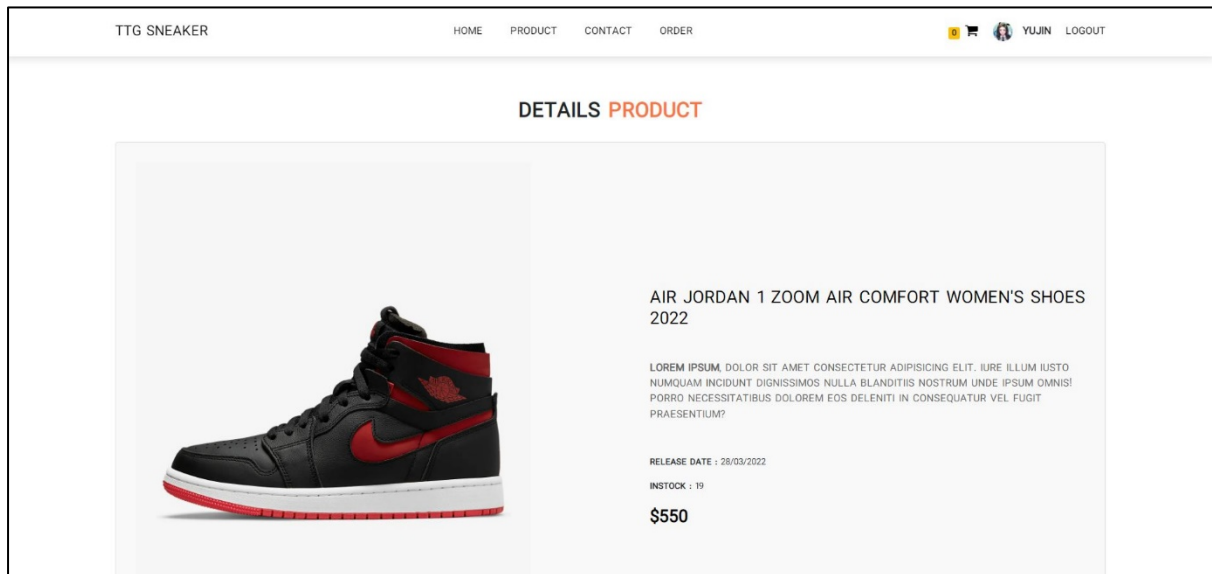 TTG SNEAKER
HOME PRODUCT CONTACT ORDER
0 YUJIN LOGOUT
DETAILS PRODUCT
AIR JORDAN 1 ZOOM AIR COMFORT WOMEN'S SHOES
2022
LOREM IPSUM, DOLOR SIT AMET CONSECTETUR ADIPISICING ELIT. IURE ILLUM IUSTO
NUMQUAM INCIDUNT DIGNISSIMOS NULLA BLANDITIIS NOSTRUM UNDE IPSUM OMNIS!
PORRO NECESSITATIBUS DOLOREM EOS DELENITI IN CONSEQUATUR VEL FUGIT
PRAESENTIUM?
RELEASE DATE : 28/03/2022
INSTOCK : 19
$550